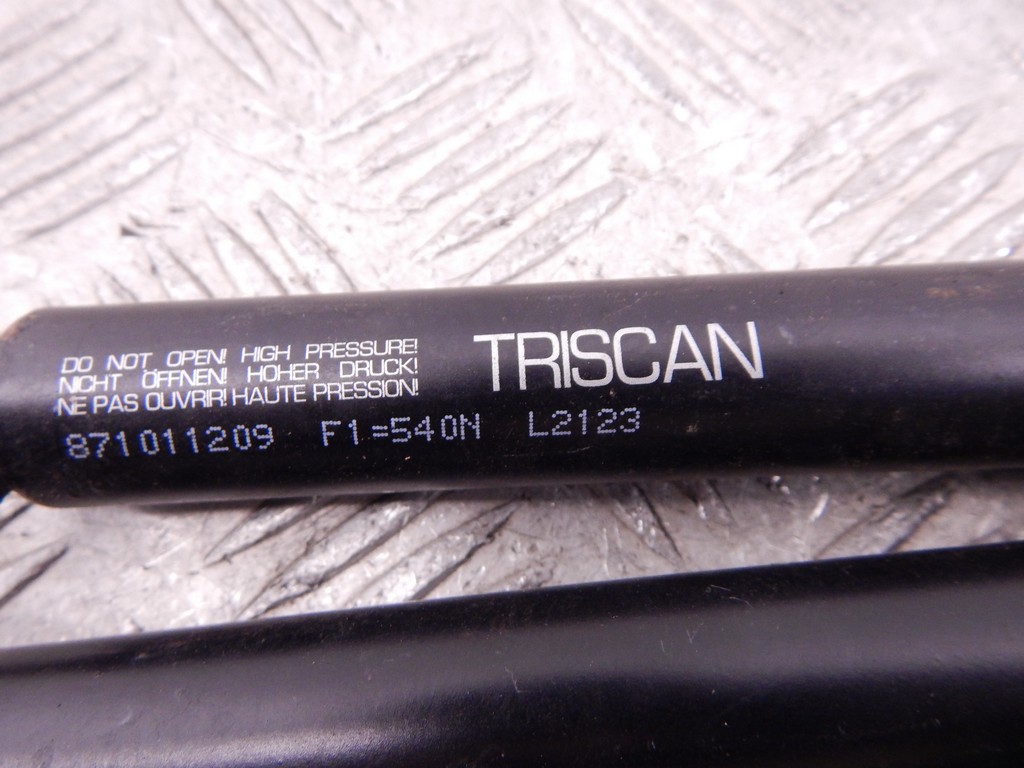 DO NOT OPEN! HIGH PRESSURE!
NICHT ÖFFNEN! HOHER DRUCK!
NE PAS OUVRIR! HAUTE PRESSION!
TRISCAN
871011209 F1=540N L2123